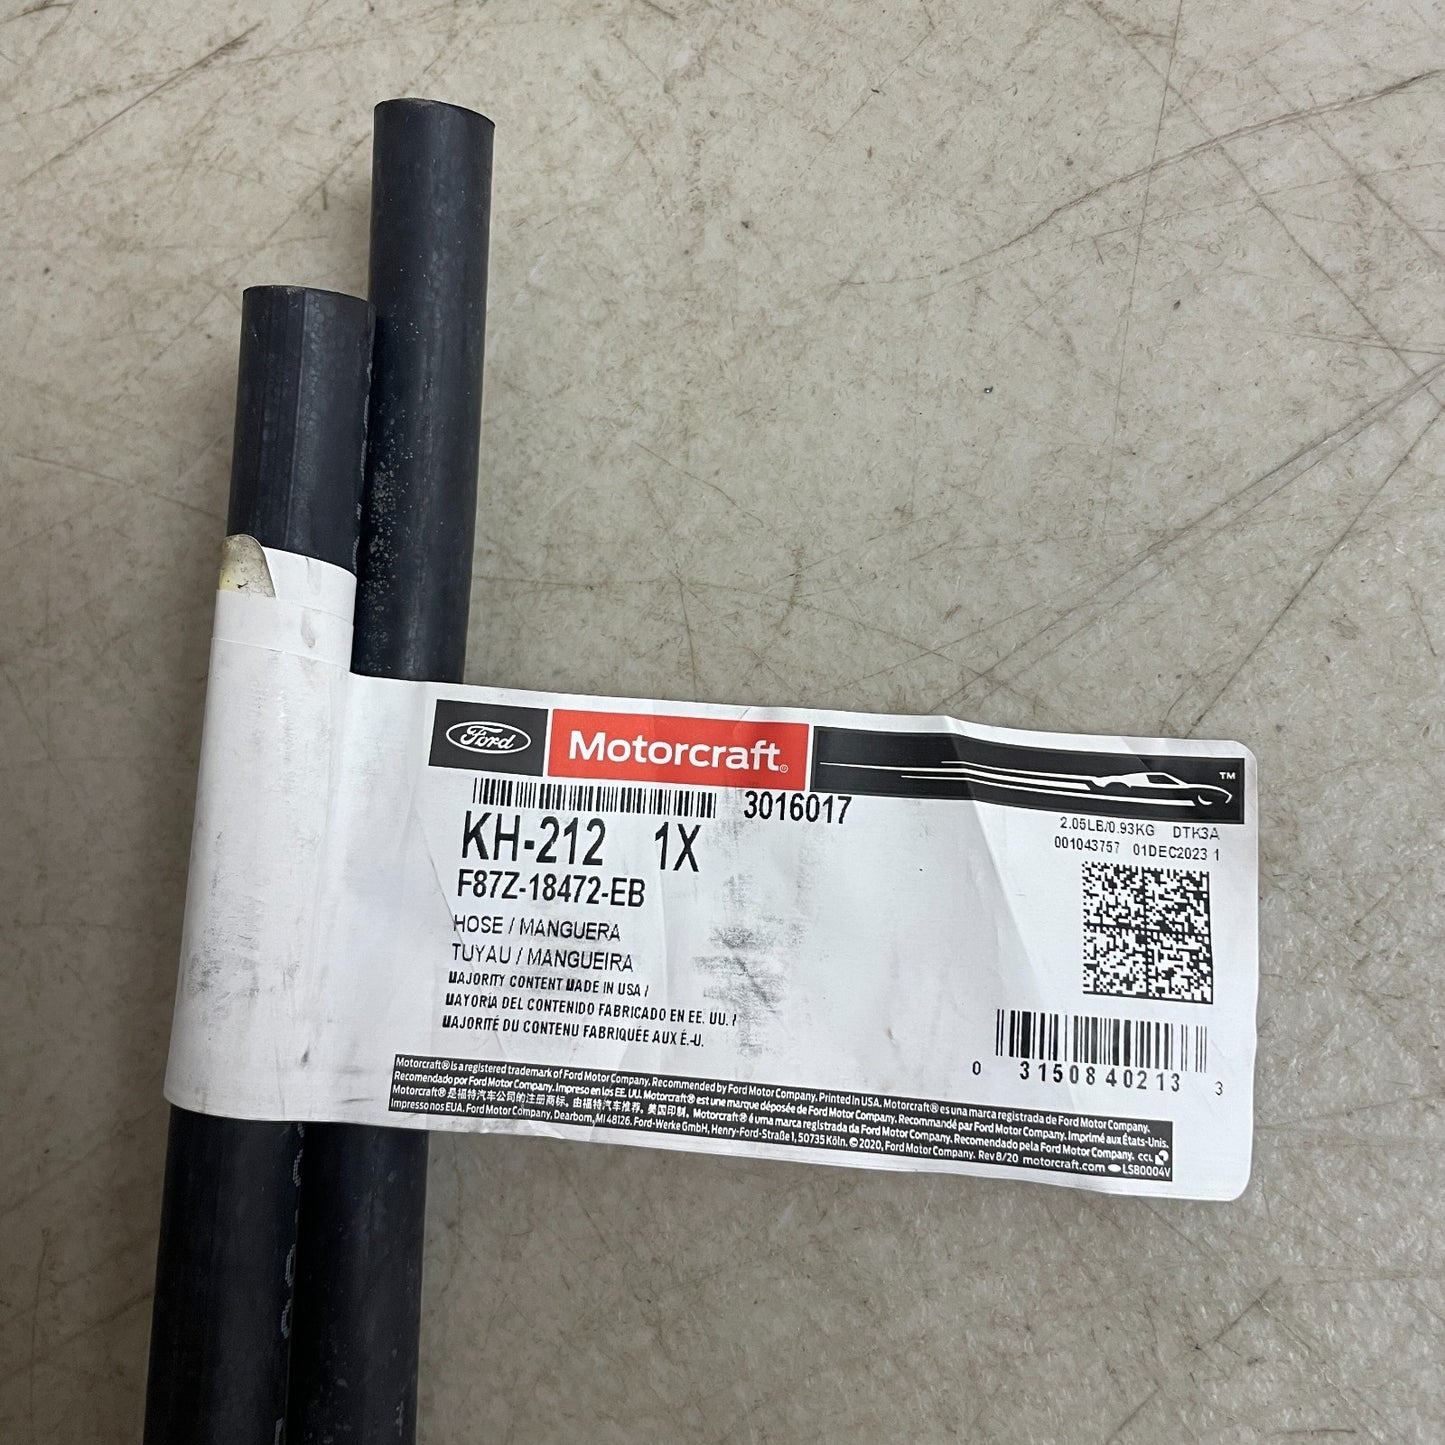 Ford Motorcraft® ™
3016017
2.05LB/0.93KG DTK3A
001043757 01DEC2023 1
KH-212 1X
F87Z-18472-EB
HOSE / MANGUERA
TUYAU / MANGUEIRA
MAJORITY CONTENT MADE IN USA /
MAYORÍA DEL CONTENIDO FABRICADO EN EE. UU. /
MAJORITÉ DU CONTENU FABRIQUÉE AUX É.-U.
0 31508 40213 3
Motorcraft® is a registered trademark of Ford Motor Company. Recommended by Ford Motor Company. Printed in USA. Motorcraft® es una marca registrada de Ford Motor Company.
Recomendado por Ford Motor Company. Impreso en los EE. UU. Motorcraft® est une marque déposée de Ford Motor Company. Recommandé par Ford Motor Company. Imprimé aux États-Unis.
Motorcraft® 是福特汽车公司的注册商标。由福特汽车推荐。美国印制。Motorcraft® é uma marca registrada da Ford Motor Company. Recomendado pela Ford Motor Company. CCL
Impresso nos EUA. Ford Motor Company, Dearborn, MI 48126. Ford-Werke GmbH, Henry-Ford-Straße 1, 50735 Köln. © 2020, Ford Motor Company. Rev 8/20 motorcraft.com LSB0004V